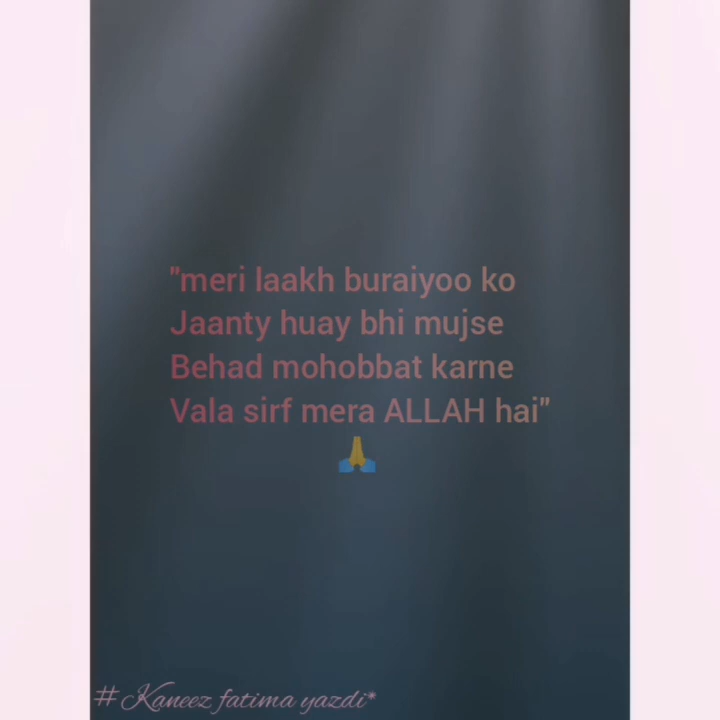 "meri laakh buraiyoo ko
Jaanty huay bhi mujse
Behad mohobbat karne
Vala sirf mera ALLAH hai"
🙏
# Kaneez fatima yazdi*